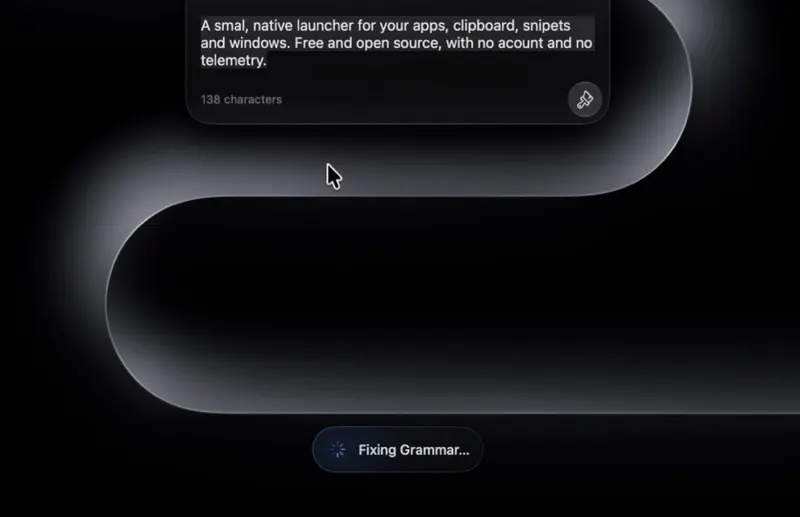 A smal, native launcher for your apps, clipboard, snipets
and windows. Free and open source, with no acount and no
telemetry.
138 characters
Fixing Grammar...